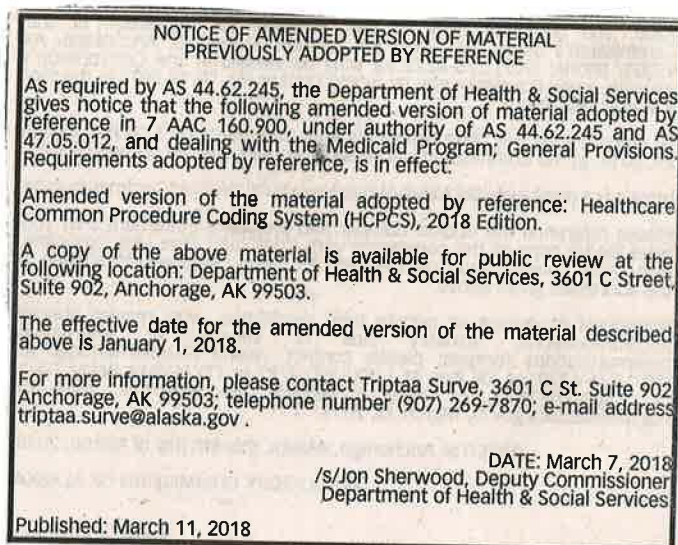 NOTICE OF AMENDED VERSION OF MATERIAL
PREVIOUSLY ADOPTED BY REFERENCE
As required by AS 44.62.245, the Department of Health & Social Services
gives notice that the following amended version of material adopted by
reference in 7 AAC 160.900, under authority of AS 44.62.245 and AS
47.05.012, and dealing with the Medicaid Program; General Provisions.
Requirements adopted by reference, is in effect:
Amended version of the material adopted by reference: Healthcare
Common Procedure Coding System (HCPCS), 2018 Edition.
A copy of the above material is available for public review at the
following location: Department of Health & Social Services, 3601 C Street,
Suite 902, Anchorage, AK 99503.
The effective date for the amended version of the material described
above is January 1, 2018.
For more information, please contact Triptaa Surve, 3601 C St. Suite 902
Anchorage, AK 99503; telephone number (907) 269-7870; e-mail address
triptaa.surve@alaska.gov .
DATE: March 7, 2018
/s/Jon Sherwood, Deputy Commissioner
Department of Health & Social Services
Published: March 11, 2018